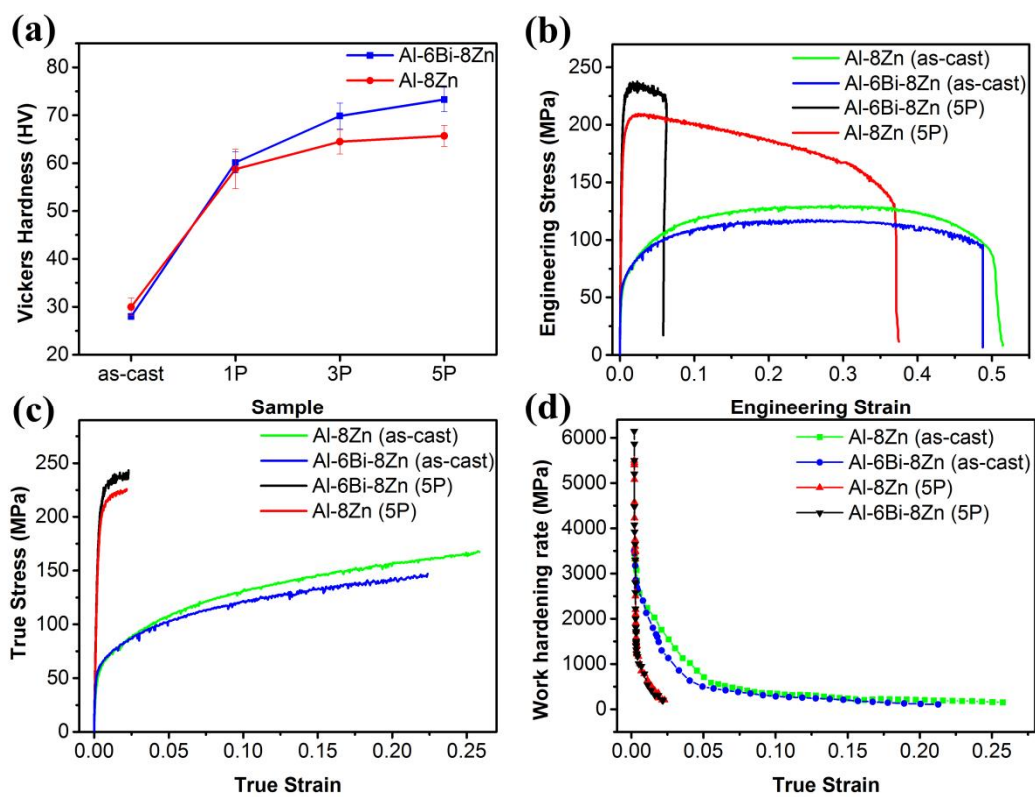 (a)
Al-6Bi-8Zn
Al-8Zn
Vickers Hardness (HV)
80
70
60
50
40
30
20
as-cast 1P 3P 5P
Sample
(b)
Al-8Zn (as-cast)
Al-6Bi-8Zn (as-cast)
Al-6Bi-8Zn (5P)
Al-8Zn (5P)
Engineering Stress (MPa)
250
200
150
100
50
0
0.0 0.1 0.2 0.3 0.4 0.5
Engineering Strain
(c)
Al-8Zn (as-cast)
Al-6Bi-8Zn (as-cast)
Al-6Bi-8Zn (5P)
Al-8Zn (5P)
True Stress (MPa)
250
200
150
100
50
0
0.00 0.05 0.10 0.15 0.20 0.25
True Strain
(d)
Al-8Zn (as-cast)
Al-6Bi-8Zn (as-cast)
Al-8Zn (5P)
Al-6Bi-8Zn (5P)
Work hardening rate (MPa)
6000
5000
4000
3000
2000
1000
0
0.00 0.05 0.10 0.15 0.20 0.25
True Strain